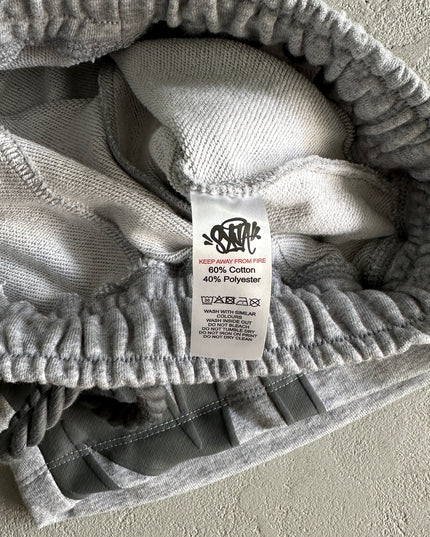 KEEP AWAY FROM FIRE
60% Cotton
40% Polyester
WASH WITH SIMILAR
COLOURS
WASH INSIDE OUT
DO NOT BLEACH
DO NOT TUMBLE DRY
DO NOT IRON ON PRINT
DO NOT DRY CLEAN